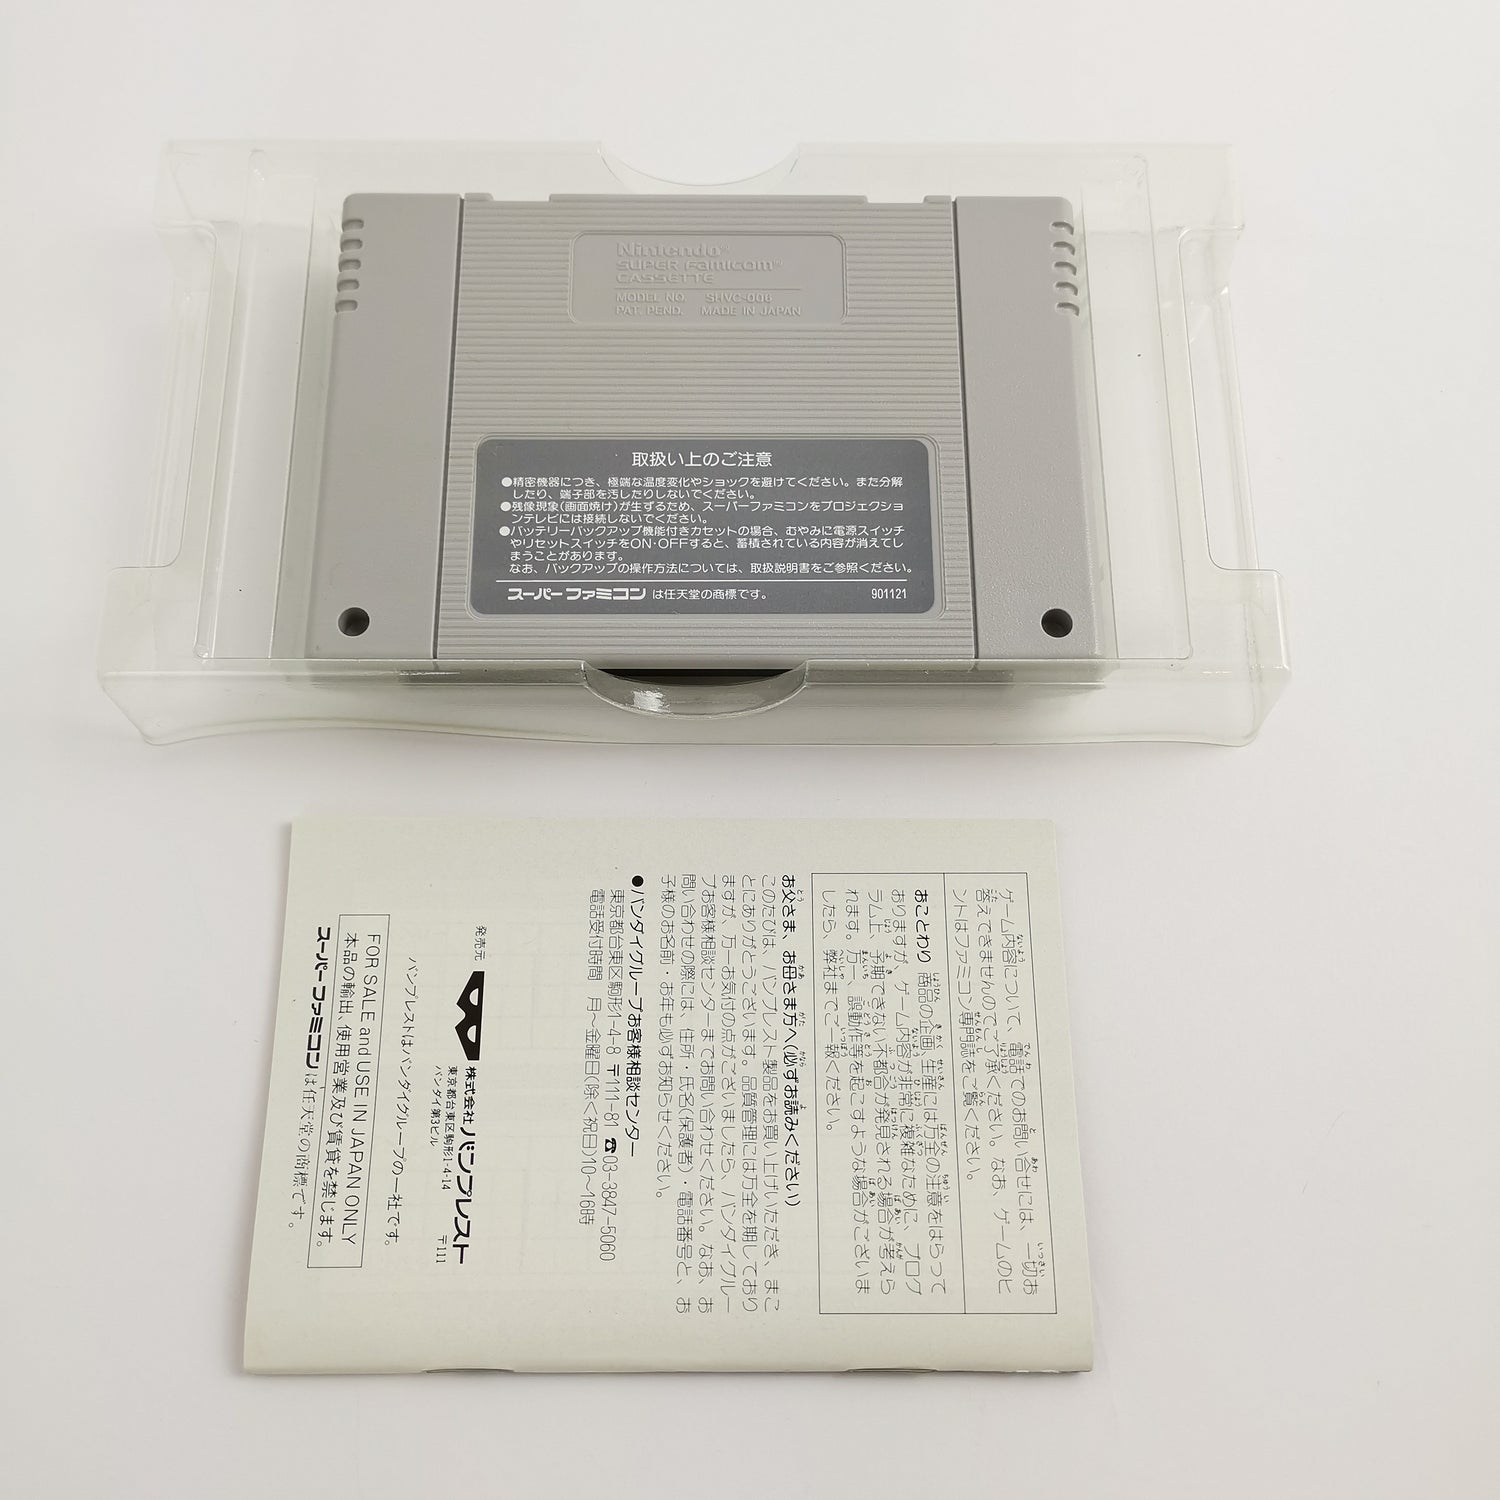 Nintendo™
SUPER FAMICOM™
CASSETTE
MODEL NO. SHVC-006
PAT. PEND. MADE IN JAPAN
取扱い上のご注意
●精密機器につき、極端な温度変化やショックを避けてください。また分解
したり、端子部を汚したりしないでください。
●残像現象(画面焼け)が生ずるため、スーパーファミコンをプロジェクショ
ンテレビには接続しないでください。
●バッテリーバックアップ機能付きカセットの場合、むやみに電源スイッチ
やリセットスイッチをON・OFFすると、蓄積されている内容が消えてし
まうことがあります。
なお、バックアップの操作方法については、取扱説明書をご参照ください。
スーパーファミコン は任天堂の商標です。 901121
ゲーム内容について、電話でのお問い合せには、一切お
答えできませんのでご了承ください。なお、ゲームのヒ
ントはファミコン専門誌をご覧ください。
おことわり 商品の企画、生産には万全の注意をはらって
おりますが、ゲーム内容が非常に複雑なために、プログ
ラム上、予期できない不都合が発見される場合が考えら
れます。万一、誤動作等を起こすような場合がございま
したら、弊社までご一報ください。
お父さま、お母さま方へ(必ずお読みください)
このたびは、バンプレスト製品をお買い上げいただき、まこ
とにありがとうございます。品質管理には万全を期しており
ますが、万一お気付の点がございましたら、バンダイグルー
プお客様相談センターまでお問い合わせください。なお、お
問い合わせの際には、住所・氏名(保護者)・電話番号と、お
子様のお名前・お年も必ずお知らせください。
●バンダイグループお客様相談センター
東京都台東区駒形1-4-8 〒111-81 ☎03-3847-5060
電話受付時間 月〜金曜日(除く祝日)10〜16時
発売元 株式会社バンプレスト
東京都台東区駒形1-4-14 〒111
バンダイ第3ビル
バンプレストはバンダイグループの一社です。
FOR SALE and USE IN JAPAN ONLY
本品の輸出、使用営業及び賃貸を禁じます。
スーパーファミコンは任天堂の商標です。